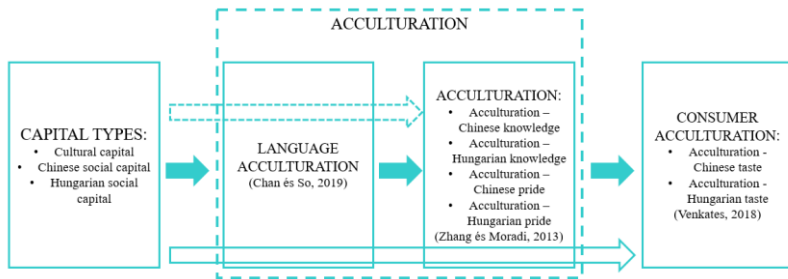 ACCULTURATION
CAPITAL TYPES:
• Cultural capital
• Chinese social capital
• Hungarian social
capital
LANGUAGE
ACCULTURATION
(Chan és So, 2019)
ACCULTURATION:
• Acculturation –
Chinese knowledge
• Acculturation –
Hungarian knowledge
• Acculturation –
Chinese pride
• Acculturation –
Hungarian pride
(Zhang és Moradi, 2013)
CONSUMER
ACCULTURATION:
• Acculturation -
Chinese taste
• Acculturation -
Hungarian taste
(Venkates, 2018)